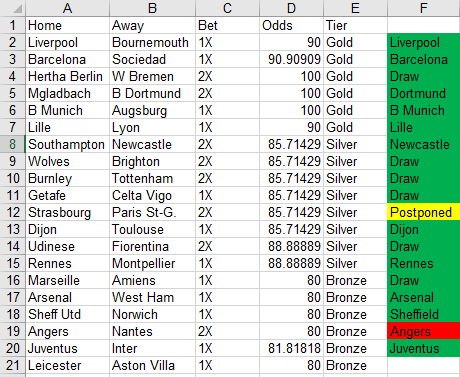 A B C D E F
1 Home Away Bet Odds Tier
2 Liverpool Bournemouth 1X 90 Gold Liverpool
3 Barcelona Sociedad 1X 90.90909 Gold Barcelona
4 Hertha Berlin W Bremen 2X 100 Gold Draw
5 Mgladbach B Dortmund 2X 100 Gold Dortmund
6 B Munich Augsburg 1X 100 Gold B Munich
7 Lille Lyon 1X 90 Gold Lille
8 Southampton Newcastle 2X 85.71429 Silver Newcastle
9 Wolves Brighton 2X 85.71429 Silver Draw
10 Burnley Tottenham 2X 85.71429 Silver Draw
11 Getafe Celta Vigo 1X 85.71429 Silver Draw
12 Strasbourg Paris St-G. 2X 85.71429 Silver Postponed
13 Dijon Toulouse 1X 85.71429 Silver Dijon
14 Udinese Fiorentina 2X 88.88889 Silver Draw
15 Rennes Montpellier 1X 88.88889 Silver Rennes
16 Marseille Amiens 1X 80 Bronze Draw
17 Arsenal West Ham 1X 80 Bronze Arsenal
18 Sheff Utd Norwich 1X 80 Bronze Sheffield
19 Angers Nantes 2X 80 Bronze Angers
20 Juventus Inter 1X 81.81818 Bronze Juventus
21 Leicester Aston Villa 1X 80 Bronze